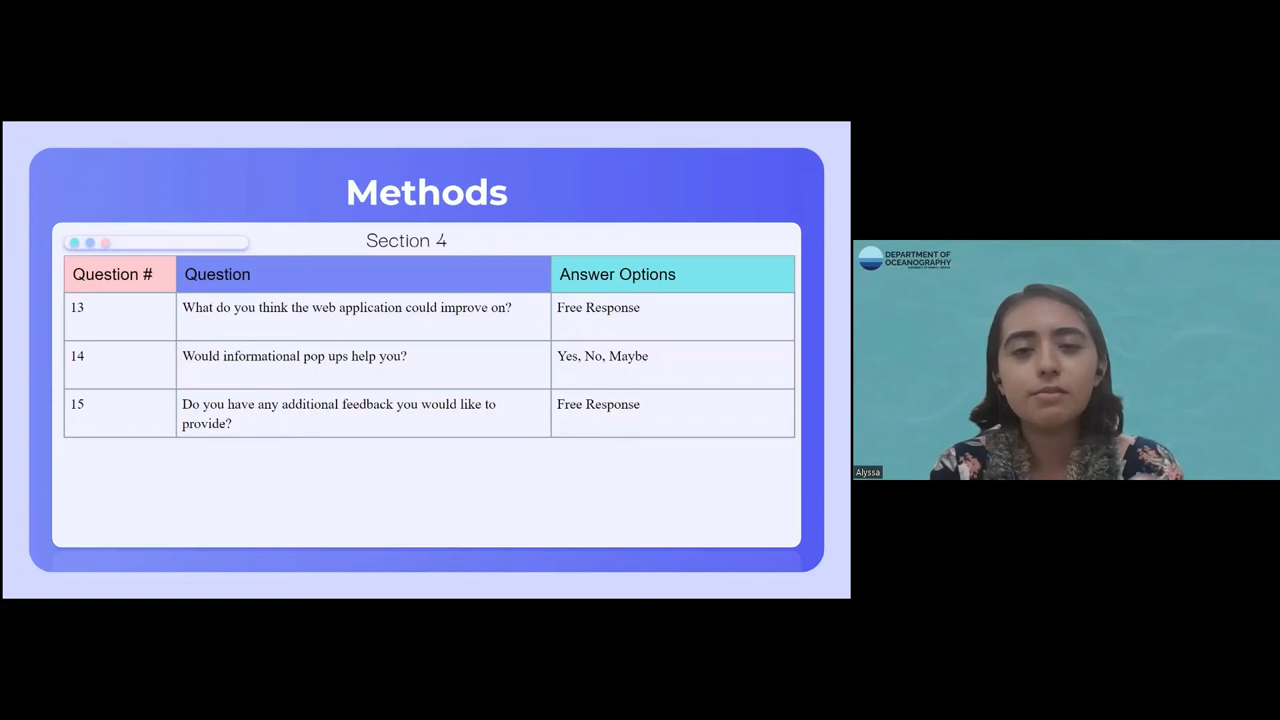 Methods
Section 4
Question #
Question
Answer Options
13
What do you think the web application could improve on?
Free Response
14
Would informational pop ups help you?
Yes, No, Maybe
15
Do you have any additional feedback you would like to
provide?
Free Response
DEPARTMENT OF
OCEANOGRAPHY
Alyssa